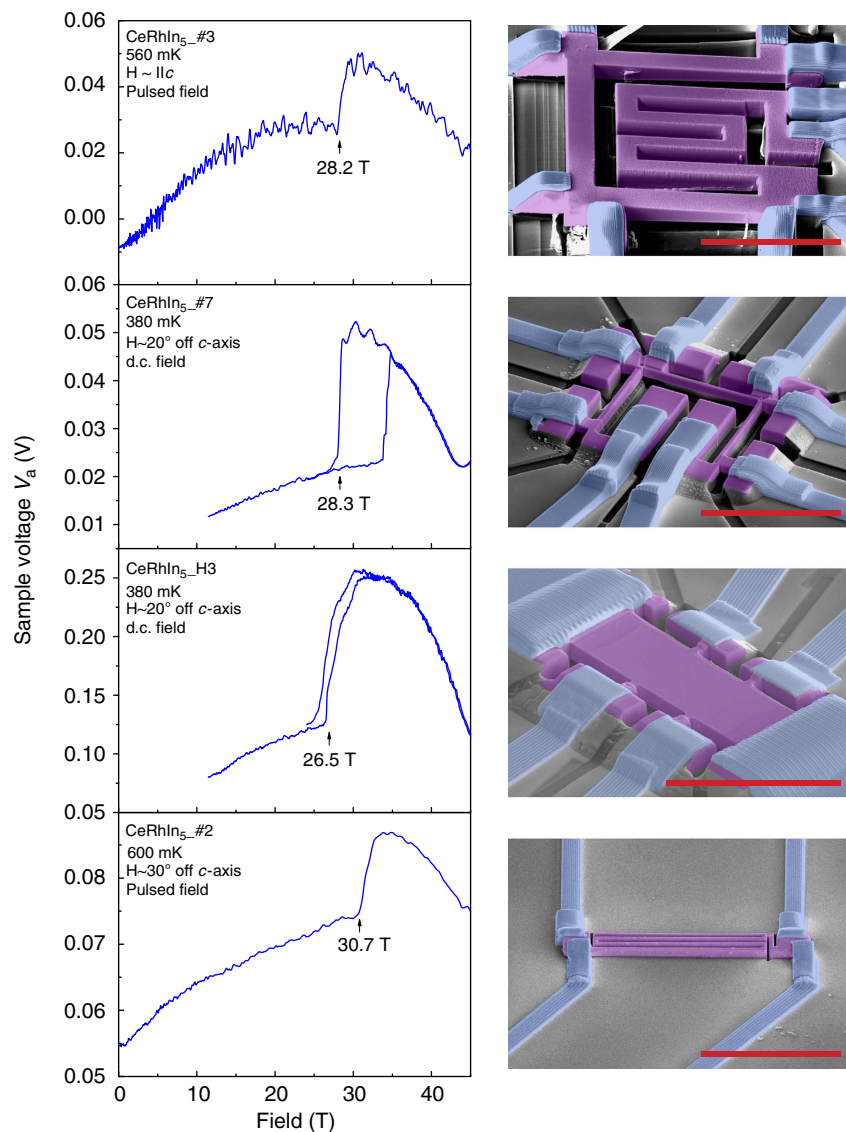 CeRhIn5_#3
560 mK
H ~ IIc
Pulsed field
0.06
0.04
0.02
0.00
28.2 T
0.06
CeRhIn5_#7
380 mK
H~20° off c-axis
d.c. field
0.05
0.04
0.03
0.02
0.01
28.3 T
Sample voltage Va (V)
CeRhIn5_H3
380 mK
H~20° off c-axis
d.c. field
0.25
0.20
0.15
0.10
0.05
26.5 T
CeRhIn5_#2
600 mK
H~30° off c-axis
Pulsed field
0.08
0.07
0.06
0.05
30.7 T
0 10 20 30 40
Field (T)